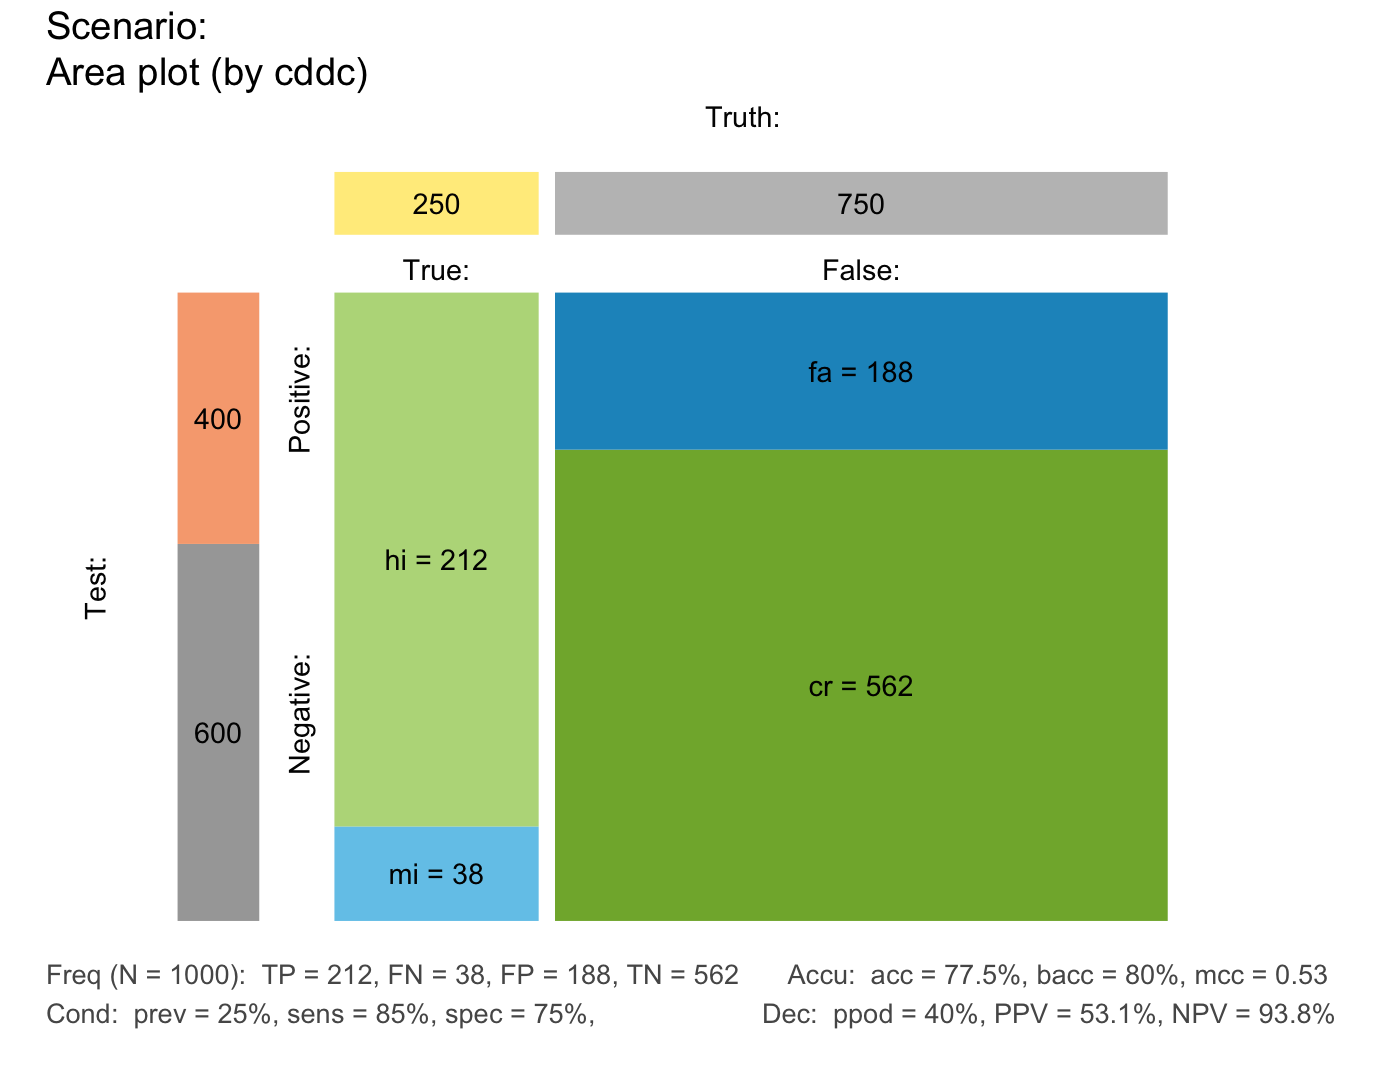 Scenario:
Area plot (by cddc)
Truth:
250
750
True:
False:
Test:
400
600
Positive:
Negative:
hi = 212
mi = 38
fa = 188
cr = 562
Freq (N = 1000):  TP = 212, FN = 38, FP = 188, TN = 562
Accu:  acc = 77.5%, bacc = 80%, mcc = 0.53
Cond:  prev = 25%, sens = 85%, spec = 75%,
Dec:  ppod = 40%, PPV = 53.1%, NPV = 93.8%